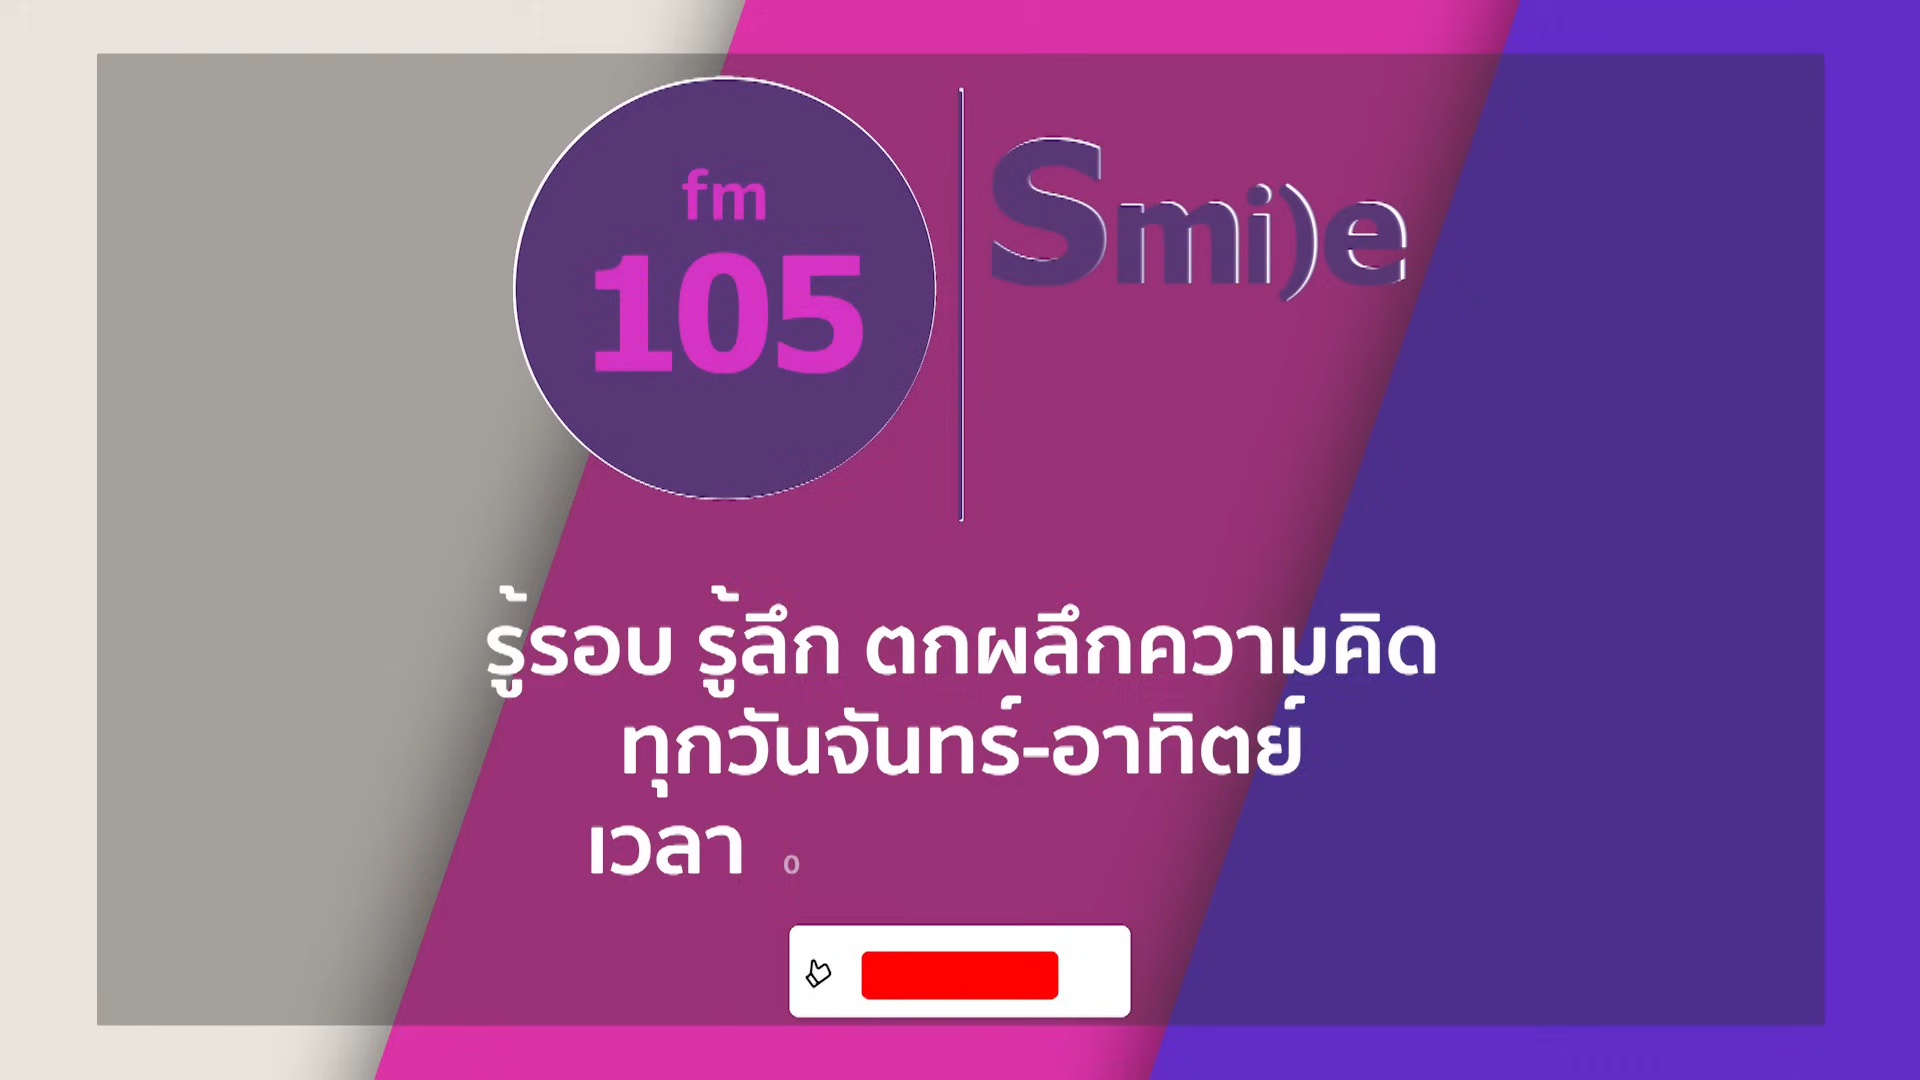 fm
105
Smi)e
รู้รอบ รู้ลึก ตกผลึกความคิด
ทุกวันจันทร์-อาทิตย์
เวลา 0